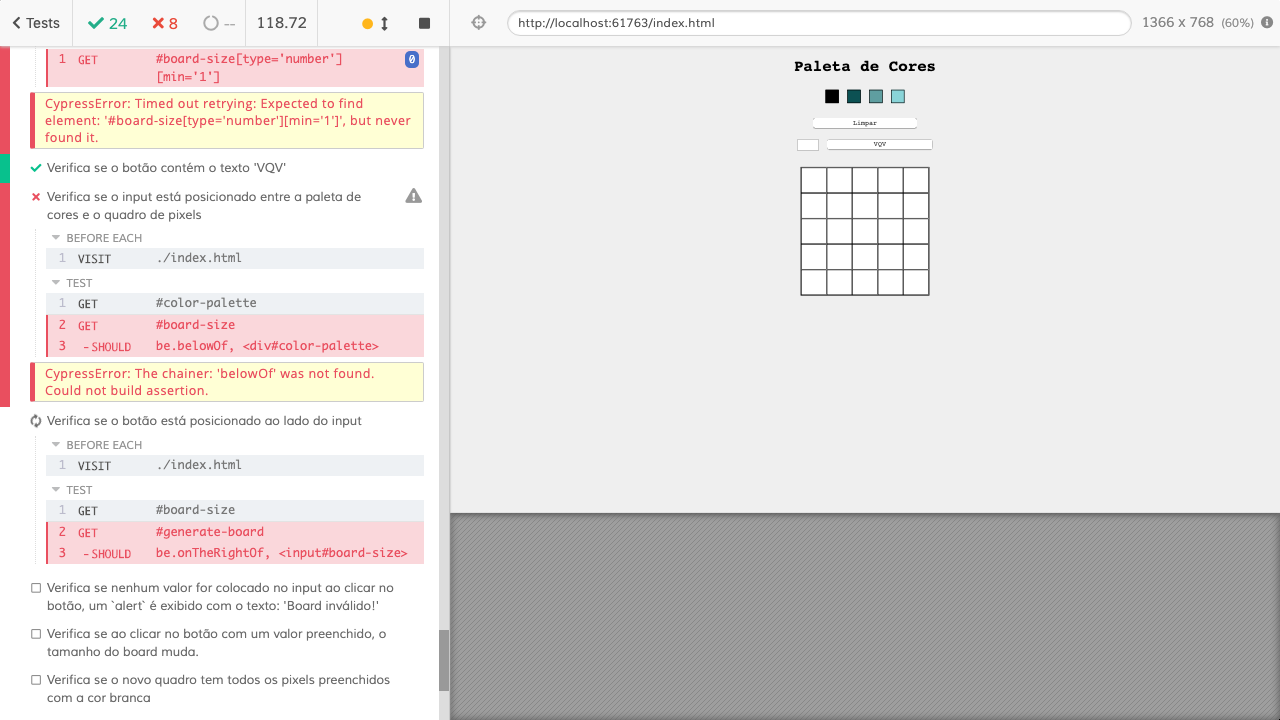 Tests 24 8 -- 118.72
1 GET #board-size[type='number'] 0
[min='1']
CypressError: Timed out retrying: Expected to find
element: '#board-size[type='number'][min='1']', but never
found it.
Verifica se o botão contém o texto 'VQV'
Verifica se o input está posicionado entre a paleta de
cores e o quadro de pixels
BEFORE EACH
1 VISIT ./index.html
TEST
1 GET #color-palette
2 GET #board-size
3 -SHOULD be.belowOf, <div#color-palette>
CypressError: The chainer: 'belowOf' was not found.
Could not build assertion.
Verifica se o botão está posicionado ao lado do input
BEFORE EACH
1 VISIT ./index.html
TEST
1 GET #board-size
2 GET #generate-board
3 -SHOULD be.onTheRightOf, <input#board-size>
Verifica se nenhum valor for colocado no input ao clicar no
botão, um `alert` é exibido com o texto: 'Board inválido!'
Verifica se ao clicar no botão com um valor preenchido, o
tamanho do board muda.
Verifica se o novo quadro tem todos os pixels preenchidos
com a cor branca
http://localhost:61763/index.html 1366 x 768 (60%)
Paleta de Cores
Limpar
VQV